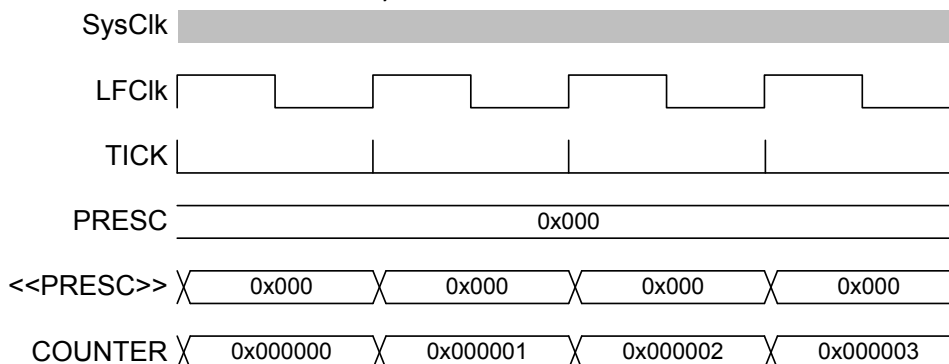 SysClk
LFClk
TICK
PRESC 0x000
<<PRESC>> 0x000 0x000 0x000 0x000
COUNTER 0x000000 0x000001 0x000002 0x000003